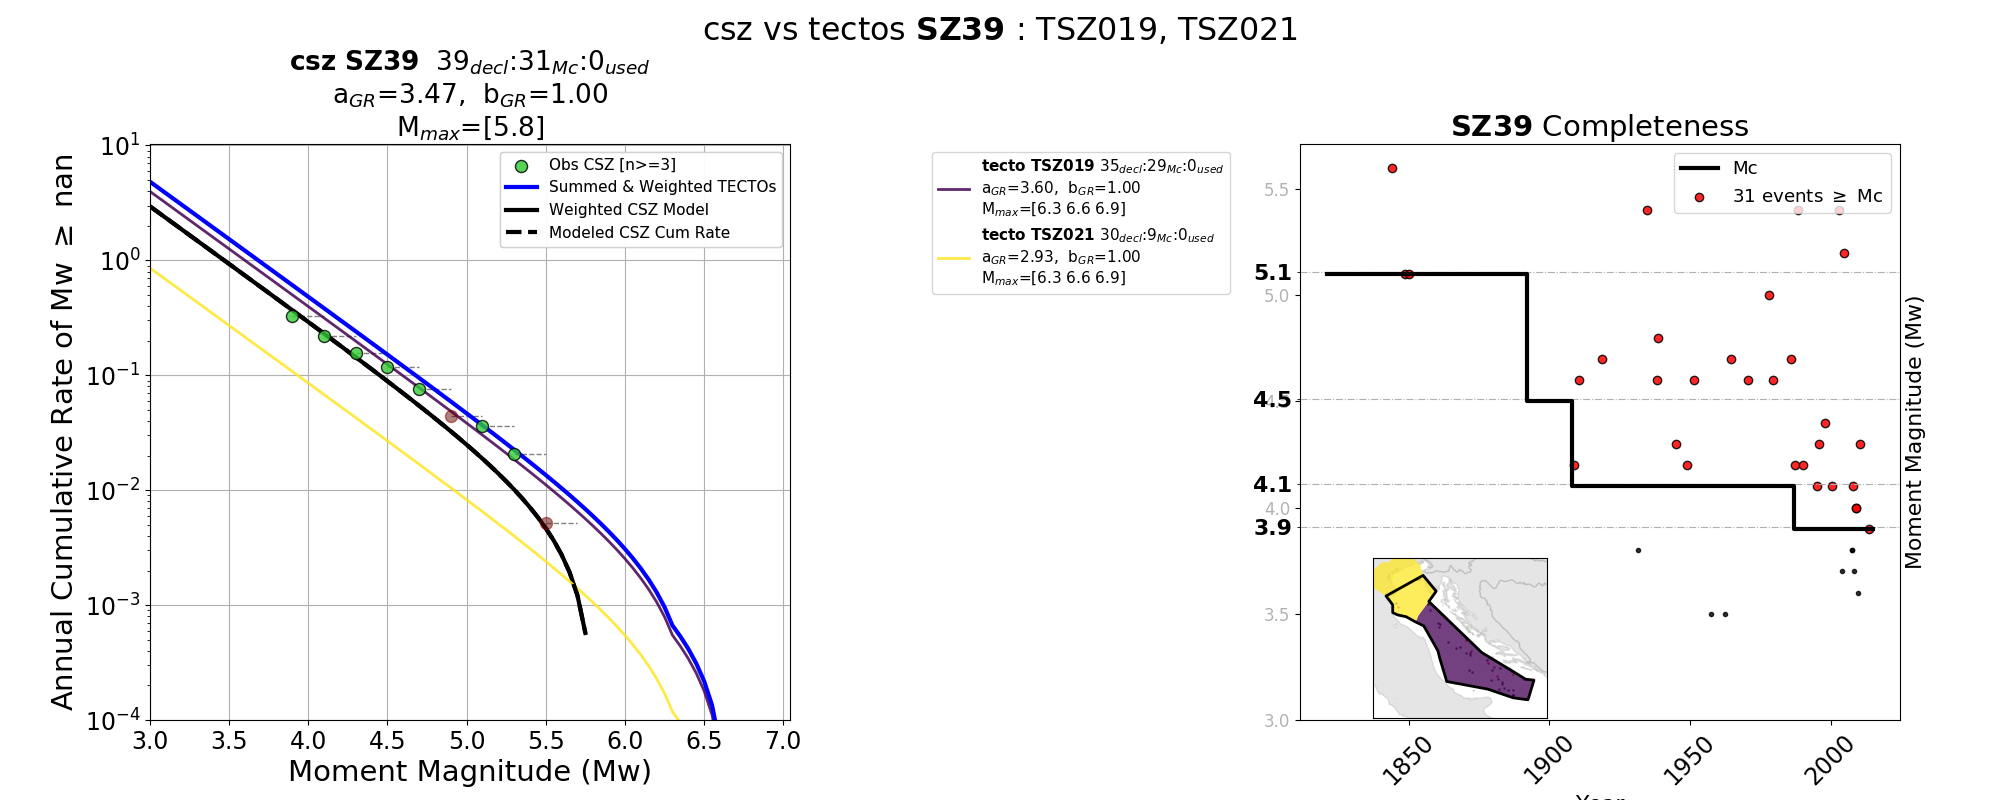 csz vs tectos SZ39 : TSZ019, TSZ021
csz SZ39 39decl:31Mc:0used
aGR=3.47, bGR=1.00
Mmax=[5.8]
Annual Cumulative Rate of Mw ≥ nan
10^1
10^0
10^-1
10^-2
10^-3
10^-4
Obs CSZ [n>=3]
Summed & Weighted TECTOs
Weighted CSZ Model
Modeled CSZ Cum Rate
3.0 3.5 4.0 4.5 5.0 5.5 6.0 6.5 7.0
Moment Magnitude (Mw)
tecto TSZ019 35decl:29Mc:0used
aGR=3.60, bGR=1.00
Mmax=[6.3 6.6 6.9]
tecto TSZ021 30decl:9Mc:0used
aGR=2.93, bGR=1.00
Mmax=[6.3 6.6 6.9]
SZ39 Completeness
Mc
31 events ≥ Mc
5.5
5.1
5.0
4.5
4.1
4.0
3.9
3.5
3.0
1850 1900 1950 2000
Moment Magnitude (Mw)